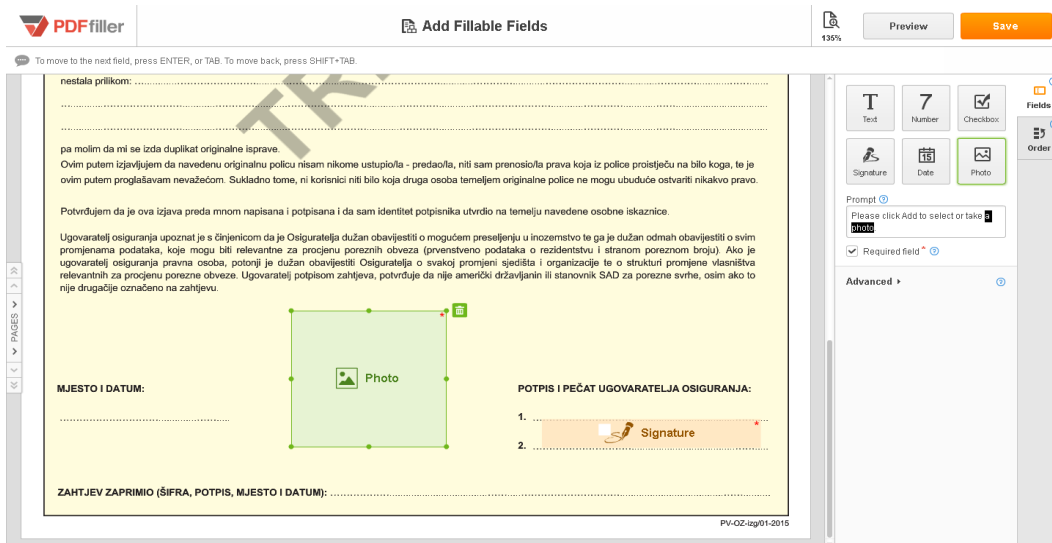 PDFfiller
Add Fillable Fields
135%
Preview
Save
To move to the next field, press ENTER, or TAB. To move back, press SHIFT+TAB.
nestala prilikom:
pa molim da mi se izda duplikat originalne isprave.
Ovim putem izjavljujem da navedenu originalnu policu nisam nikome ustupio/la - predao/la, niti sam prenosio/la prava koja iz police proistječu na bilo koga, te je
ovim putem proglašavam nevažećom. Sukladno tome, ni korisnici niti bilo koja druga osoba temeljem originalne police ne mogu ubuduće ostvariti nikakvo pravo.
Potvrđujem da je ova izjava preda mnom napisana i potpisana i da sam identitet potpisnika utvrdio na temelju navedene osobne iskaznice.
Ugovaratelj osiguranja upoznat je s činjenicom da je Osiguratelja dužan obavijestiti o mogućem preseljenju u inozemstvo te ga je dužan odmah obavijestiti o svim
promjenama podataka, koje mogu biti relevantne za procjenu poreznih obveza (prvenstveno podataka o rezidentstvu i stranom poreznom broju). Ako je
ugovaratelj osiguranja pravna osoba, potonji je dužan obavijestiti Osiguratelja o svakoj promjeni sjedišta i organizacije te o strukturi promjene vlasništva
relevantnih za procjenu porezne obveze. Ugovaratelj potpisom zahtjeva, potvrđuje da nije američki državljanin ili stanovnik SAD za porezne svrhe, osim ako to
nije drugačije označeno na zahtjevu.
Photo
MJESTO I DATUM:
POTPIS I PEČAT UGOVARATELJA OSIGURANJA:
1.
Signature
2.
ZAHTJEV ZAPRIMIO (ŠIFRA, POTPIS, MJESTO I DATUM):
PV-OZ-izg/01-2015
PAGES
T
Text
7
Number
Checkbox
Signature
15
Date
Photo
Prompt
Please click Add to select or take a
photo
Required field *
Advanced
Fields
Order